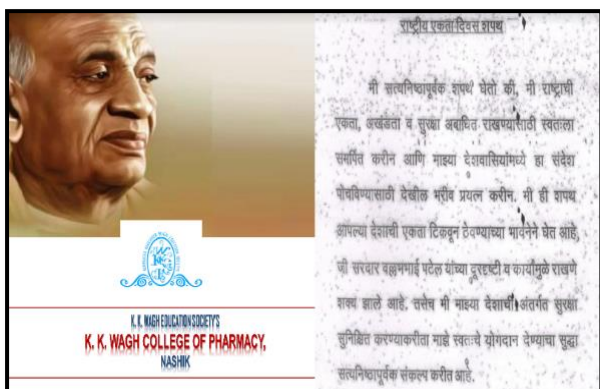 K. K. WAGH EDUCATION SOCIETY'S
K. K. WAGH COLLEGE OF PHARMACY,
NASHIK
राष्ट्रीय एकता दिवस शपथ
मी सत्यनिष्ठापूर्वक शपथ घेतो की, मी राष्ट्राची
एकता, अखंडता व सुरक्षा अबाधित राखण्यासाठी स्वतःला
समर्पित करीन आणि माझ्या देशवासियांमध्ये हा संदेश
पोचविण्यासाठी देखील भरीव प्रयत्न करीन. मी ही शपथ
आपल्या देशाची एकता टिकवून ठेवण्याच्या भावनेने घेत आहे,
जी सरदार वल्लभभाई पटेल यांच्या दूरदृष्टी व कार्यामुळे राखणे
शक्य झाले आहे. तसेच मी माझ्या देशाची अंतर्गत सुरक्षा
सुनिश्चित करण्याकरीता माझे स्वतःचे योगदान देण्याचा सुद्धा
सत्यनिष्ठापूर्वक संकल्प करीत आहे.